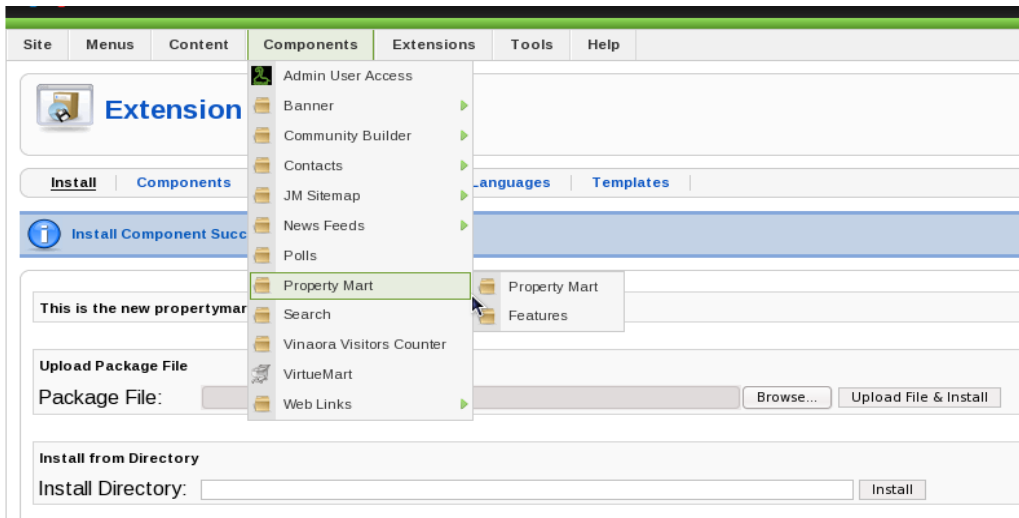 Site Menus Content Components Extensions Tools Help
Admin User Access
Extension
Banner
Community Builder
Contacts
Install Components Languages Templates
JM Sitemap
News Feeds
Install Component Succ
Polls
Property Mart Property Mart
This is the new propertymar
Search Features
Vinaora Visitors Counter
Upload Package File
VirtueMart
Package File: Browse... Upload File & Install
Web Links
Install from Directory
Install Directory: Install